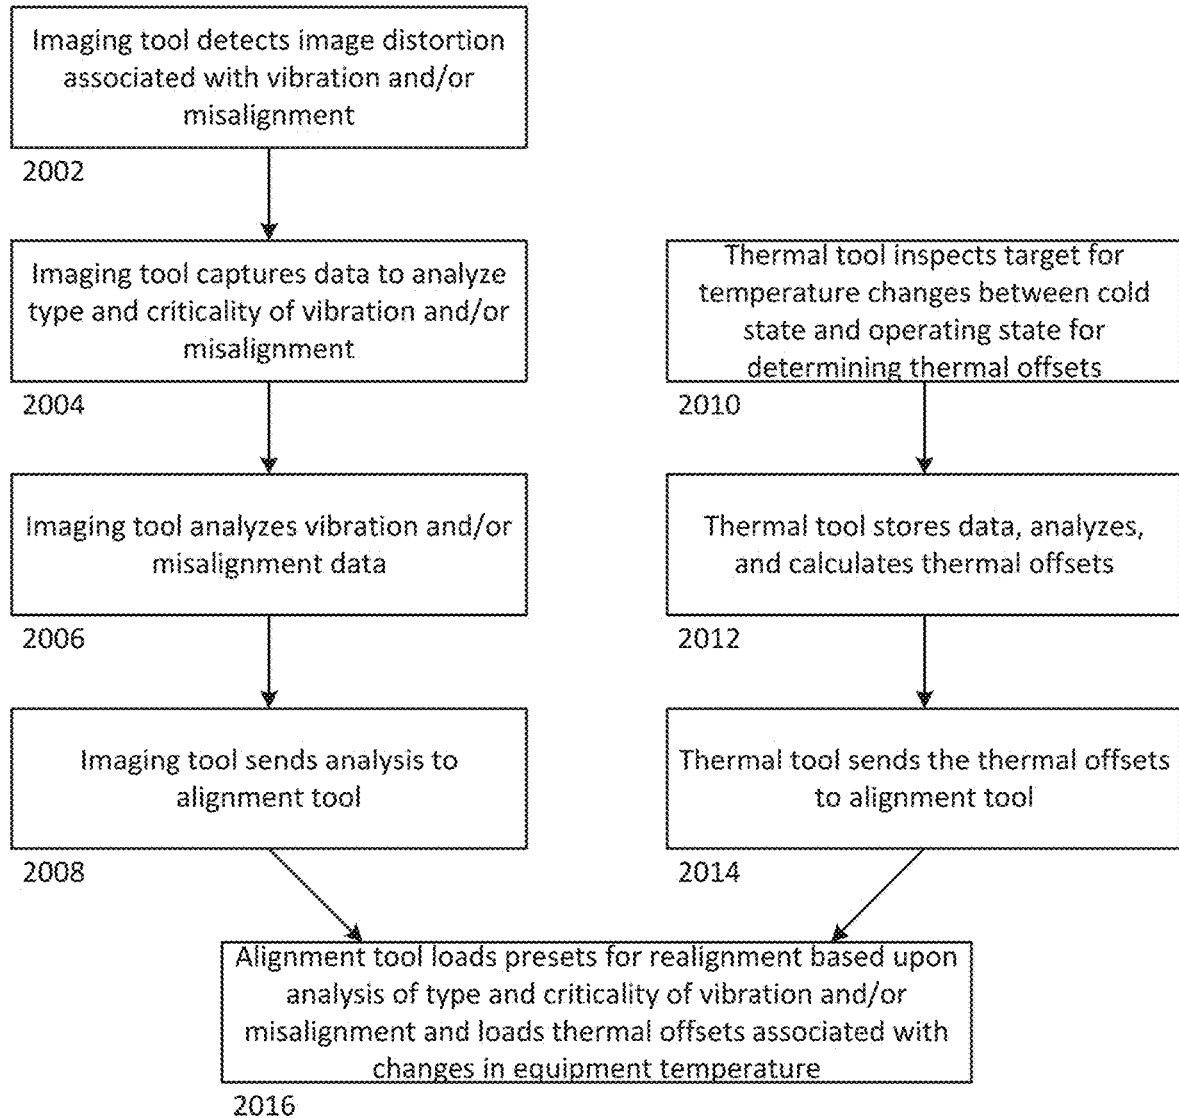 Imaging tool detects image distortion
associated with vibration and/or
misalignment
2002
Imaging tool captures data to analyze
type and criticality of vibration and/or
misalignment
2004
Imaging tool analyzes vibration and/or
misalignment data
2006
Imaging tool sends analysis to
alignment tool
2008
Thermal tool inspects target for
temperature changes between cold
state and operating state for
determining thermal offsets
2010
Thermal tool stores data, analyzes,
and calculates thermal offsets
2012
Thermal tool sends the thermal offsets
to alignment tool
2014
Alignment tool loads presets for realignment based upon
analysis of type and criticality of vibration and/or
misalignment and loads thermal offsets associated with
changes in equipment temperature
2016